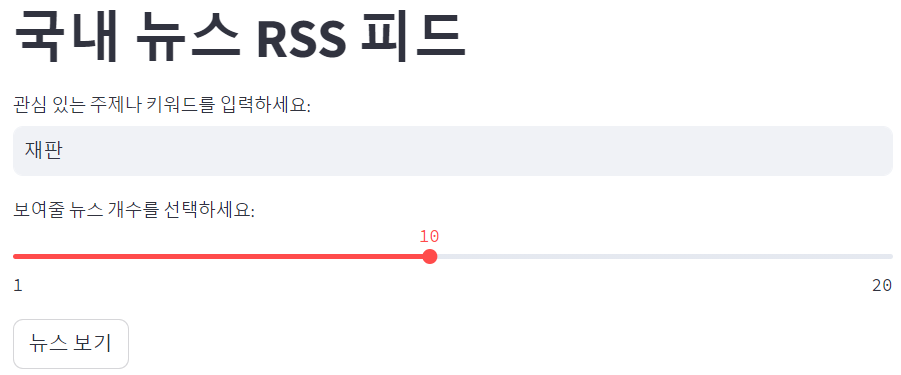 국내 뉴스 RSS 피드
관심 있는 주제나 키워드를 입력하세요:
재판
보여줄 뉴스 개수를 선택하세요:
10
1 20
뉴스 보기